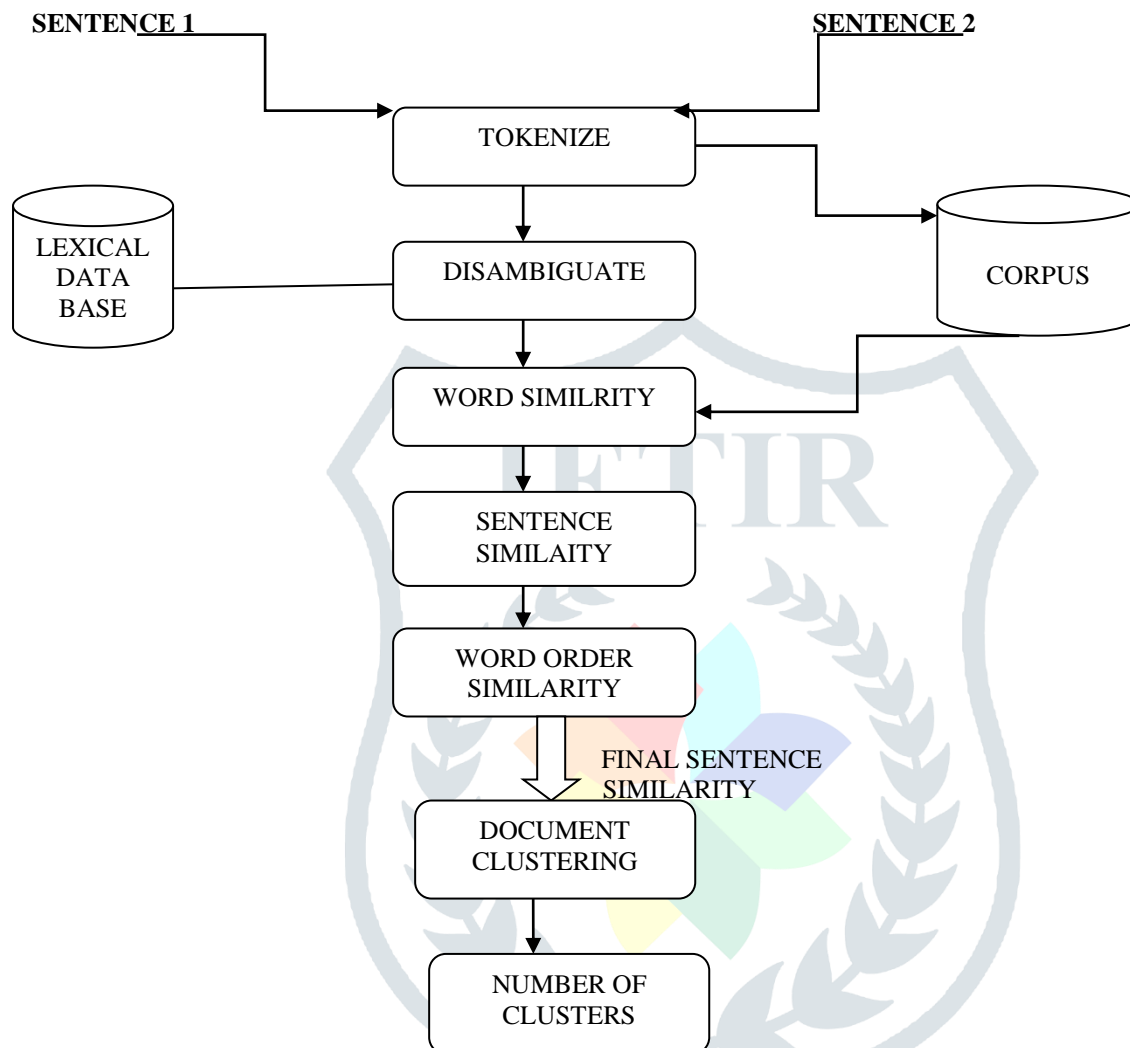 SENTENCE 1
SENTENCE 2
TOKENIZE
LEXICAL
DATA
BASE
DISAMBIGUATE
CORPUS
WORD SIMILRITY
JETIR
SENTENCE
SIMILAITY
WORD ORDER
SIMILARITY
FINAL SENTENCE
SIMILARITY
DOCUMENT
CLUSTERING
NUMBER OF
CLUSTERS